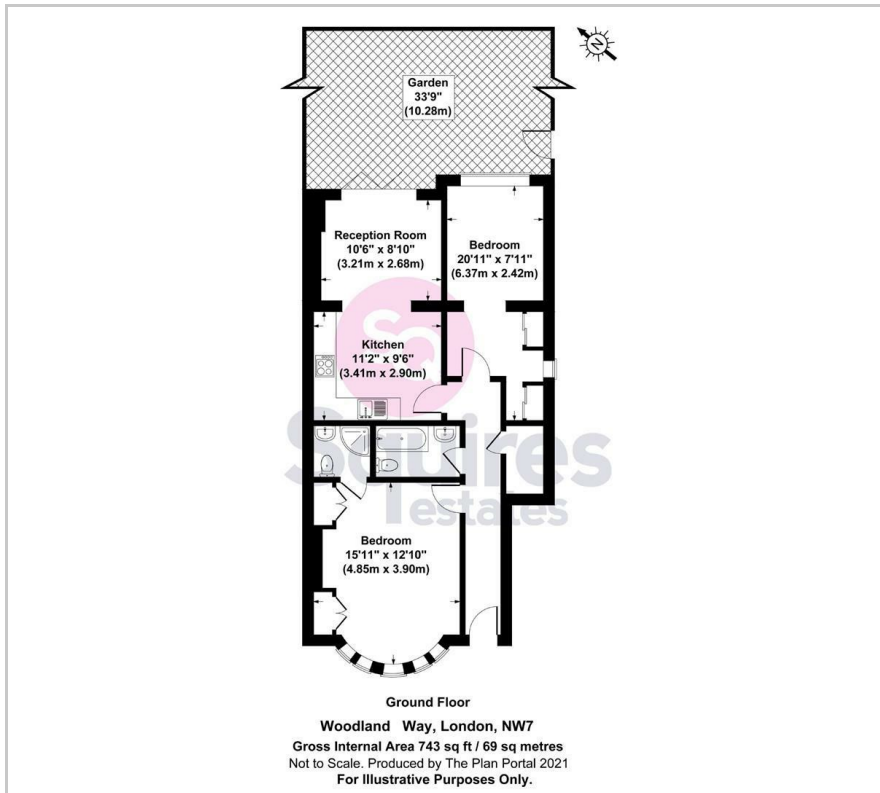 N
Garden
33'9"
(10.28m)
Reception Room
10'6" x 8'10"
(3.21m x 2.68m)
Bedroom
20'11" x 7'11"
(6.37m x 2.42m)
Kitchen
11'2" x 9'6"
(3.41m x 2.90m)
Squires
estates
Bedroom
15'11" x 12'10"
(4.85m x 3.90m)
Ground Floor
Woodland Way, London, NW7
Gross Internal Area 743 sq ft / 69 sq metres
Not to Scale. Produced by The Plan Portal 2021
For Illustrative Purposes Only.